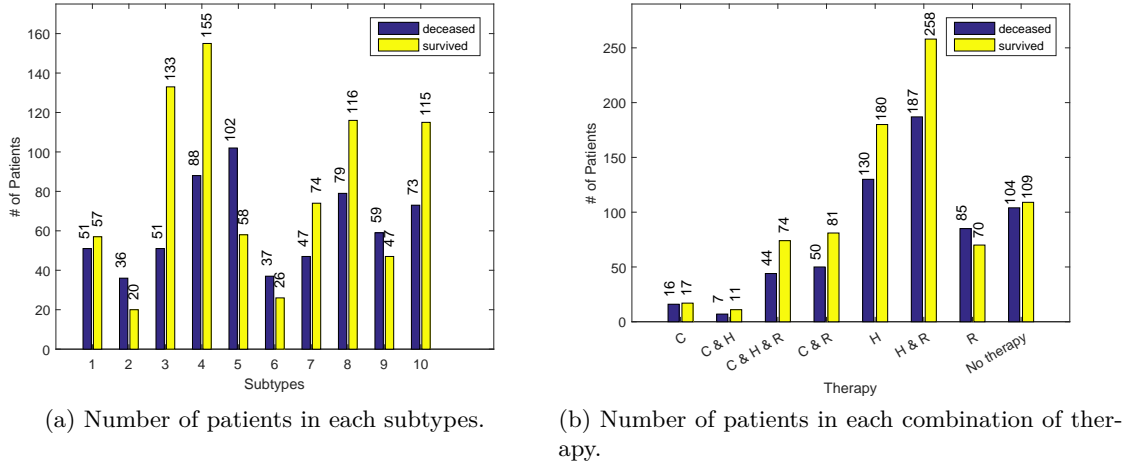 160
140
120
100
80
60
40
20
0
# of Patients
51 57 36 20 51 133 88 155 102 58 37 26 47 74 79 116 59 47 73 115
deceased
survived
1 2 3 4 5 6 7 8 9 10
Subtypes
(a) Number of patients in each subtypes.
250
200
150
100
50
0
# of Patients
16 17 7 11 44 74 50 81 130 180 187 258 85 70 104 109
deceased
survived
C C & H C & H & R C & R H H & R R No therapy
Therapy
(b) Number of patients in each combination of ther-
apy.